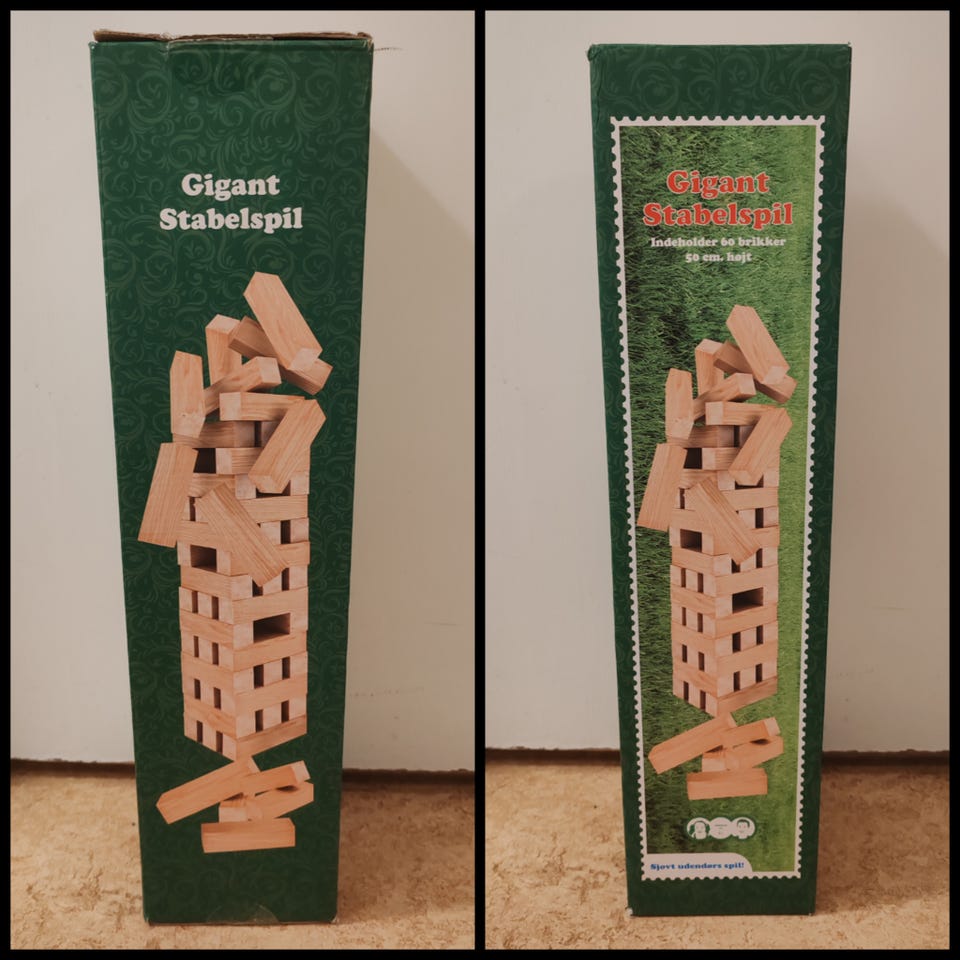 Gigant
Stabelspil
Gigant
Stabelspil
Indeholder 60 brikker
50 cm. højt
Sjovt udendørs spil!